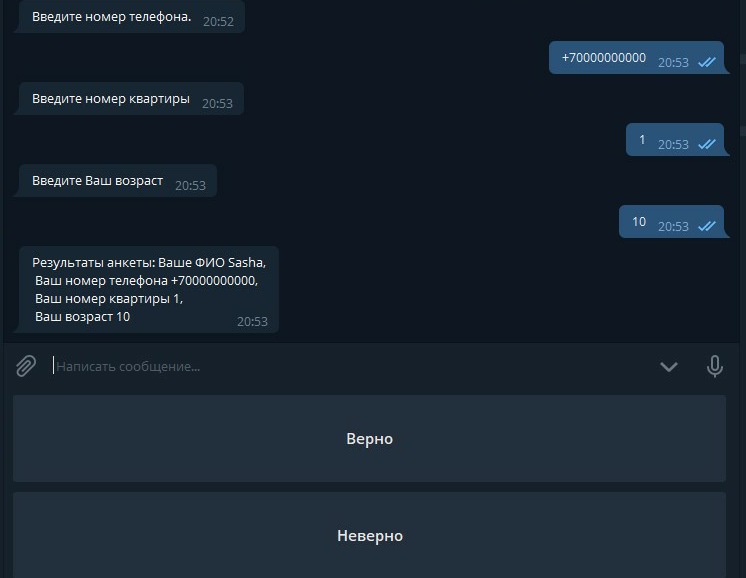 Введите номер телефона. 20:52
+70000000000 20:53
Введите номер квартиры 20:53
1 20:53
Введите Ваш возраст 20:53
10 20:53
Результаты анкеты: Ваше ФИО Sasha,
Ваш номер телефона +70000000000,
Ваш номер квартиры 1,
Ваш возраст 10 20:53
Написать сообщение...
Верно
Неверно